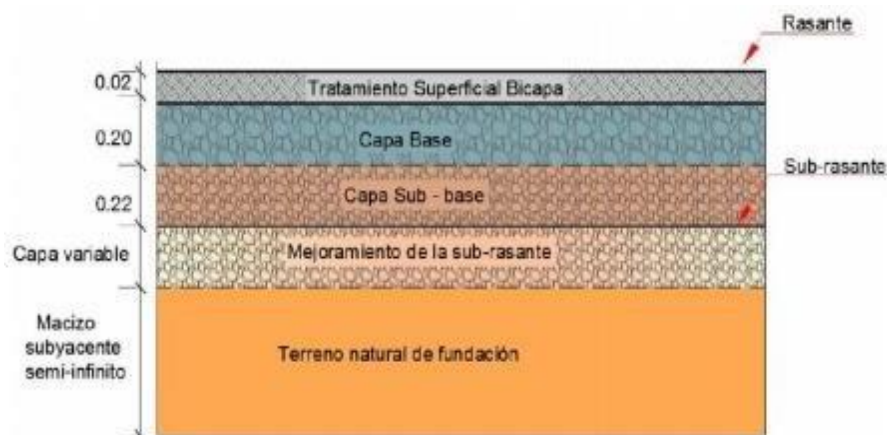 Rasante
0.02
Tratamiento Superficial Bicapa
0.20
Capa Base
Sub-rasante
0.22
Capa Sub - base
Capa variable
Mejoramiento de la sub-rasante
Macizo
subyacente
semi-infinito
Terreno natural de fundación